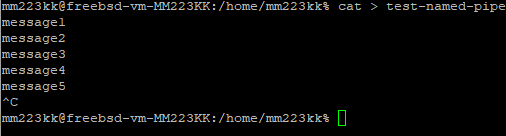 mm223kk@freebsd-vm-MM223KK:/home/mm223kk% cat > test-named-pipe
message1
message2
message3
message4
message5
^C
mm223kk@freebsd-vm-MM223KK:/home/mm223kk%